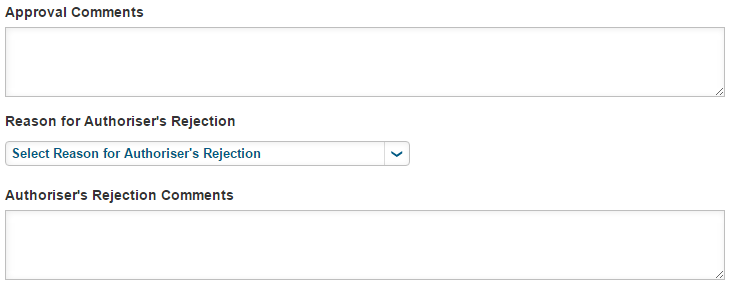 Approval Comments
Reason for Authoriser's Rejection
Select Reason for Authoriser's Rejection
Authoriser's Rejection Comments